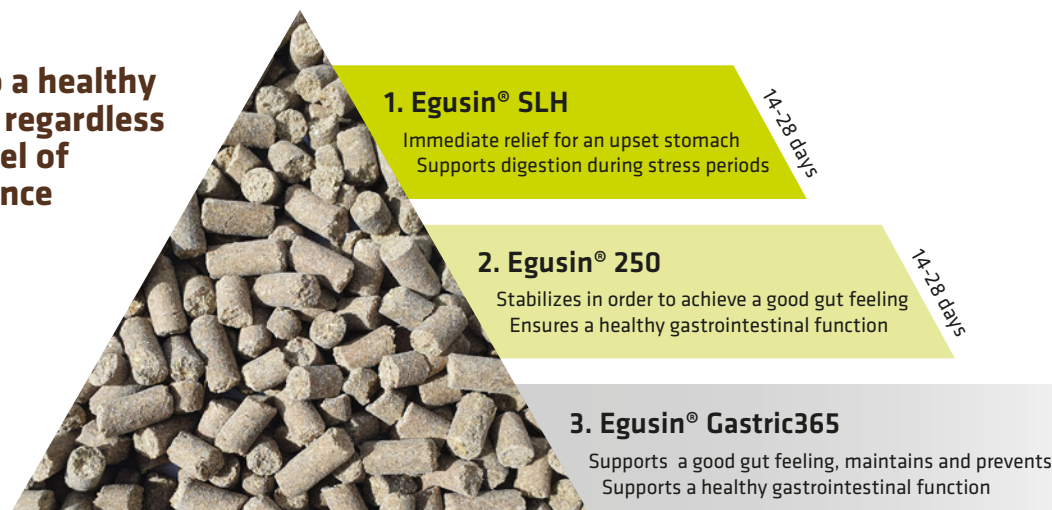 a healthy
regardless
of
1. Egusin® SLH
Immediate relief for an upset stomach
Supports digestion during stress periods
14-28 days
2. Egusin® 250
Stabilizes in order to achieve a good gut feeling
Ensures a healthy gastrointestinal function
14-28 days
3. Egusin® Gastric365
Supports a good gut feeling, maintains and prevents
Supports a healthy gastrointestinal function